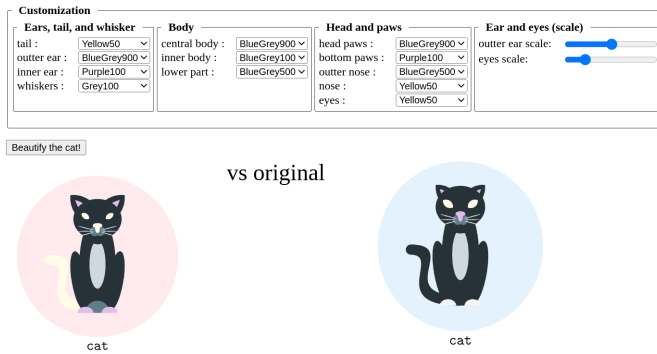 Customization
Ears, tail, and whisker
tail : Yellow50
outter ear : BlueGrey900
inner ear : Purple100
whiskers : Grey100
Body
central body : BlueGrey900
inner body : BlueGrey100
lower part : BlueGrey500
Head and paws
head paws : BlueGrey900
bottom paws : Purple100
outter nose : BlueGrey500
nose : Yellow50
eyes : Yellow50
Ear and eyes (scale)
outter ear scale:
eyes scale:
Beautify the cat!
vs original
cat
cat